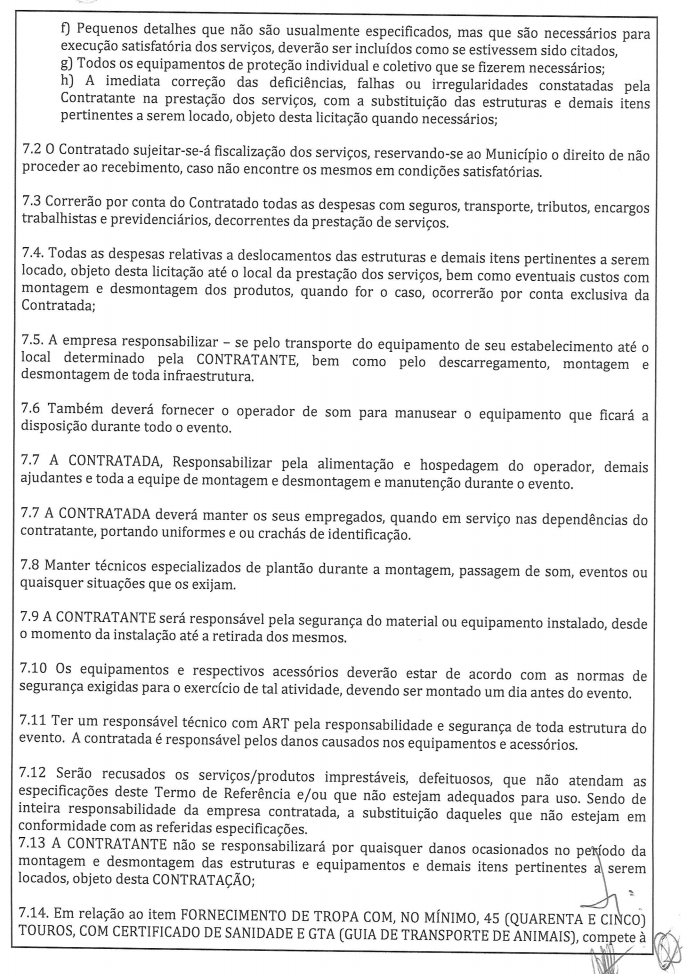 f) Pequenos detalhes que não são usualmente especificados, mas que são necessários para
execução satisfatória dos serviços, deverão ser incluídos como se estivessem sido citados,
g) Todos os equipamentos de proteção individual e coletivo que se fizerem necessários;
h) A imediata correção das deficiências, falhas ou irregularidades constatadas pela
Contratante na prestação dos serviços, com a substituição das estruturas e demais itens
pertinentes a serem locado, objeto desta licitação quando necessários;
7.2 O Contratado sujeitar-se-á fiscalização dos serviços, reservando-se ao Município o direito de não
proceder ao recebimento, caso não encontre os mesmos em condições satisfatórias.
7.3 Correrão por conta do Contratado todas as despesas com seguros, transporte, tributos, encargos
trabalhistas e previdenciários, decorrentes da prestação de serviços.
7.4. Todas as despesas relativas a deslocamentos das estruturas e demais itens pertinentes a serem
locado, objeto desta licitação até o local da prestação dos serviços, bem como eventuais custos com
montagem e desmontagem dos produtos, quando for o caso, ocorrerão por conta exclusiva da
Contratada;
7.5. A empresa responsabilizar – se pelo transporte do equipamento de seu estabelecimento até o
local determinado pela CONTRATANTE, bem como pelo descarregamento, montagem e
desmontagem de toda infraestrutura.
7.6 Também deverá fornecer o operador de som para manusear o equipamento que ficará a
disposição durante todo o evento.
7.7 A CONTRATADA, Responsabilizar pela alimentação e hospedagem do operador, demais
ajudantes e toda a equipe de montagem e desmontagem e manutenção durante o evento.
7.7 A CONTRATADA deverá manter os seus empregados, quando em serviço nas dependências do
contratante, portando uniformes e ou crachás de identificação.
7.8 Manter técnicos especializados de plantão durante a montagem, passagem de som, eventos ou
quaisquer situações que os exijam.
7.9 A CONTRATANTE será responsável pela segurança do material ou equipamento instalado, desde
o momento da instalação até a retirada dos mesmos.
7.10 Os equipamentos e respectivos acessórios deverão estar de acordo com as normas de
segurança exigidas para o exercício de tal atividade, devendo ser montado um dia antes do evento.
7.11 Ter um responsável técnico com ART pela responsabilidade e segurança de toda estrutura do
evento. A contratada é responsável pelos danos causados nos equipamentos e acessórios.
7.12 Serão recusados os serviços/produtos imprestáveis, defeituosos, que não atendam as
especificações deste Termo de Referência e/ou que não estejam adequados para uso. Sendo de
inteira responsabilidade da empresa contratada, a substituição daqueles que não estejam em
conformidade com as referidas especificações.
7.13 A CONTRATANTE não se responsabilizará por quaisquer danos ocasionados no período da
montagem e desmontagem das estruturas e equipamentos e demais itens pertinentes a serem
locados, objeto desta CONTRATAÇÃO;
7.14. Em relação ao item FORNECIMENTO DE TROPA COM, NO MÍNIMO, 45 (QUARENTA E CINCO)
TOUROS, COM CERTIFICADO DE SANIDADE E GTA (GUIA DE TRANSPORTE DE ANIMAIS), compete à